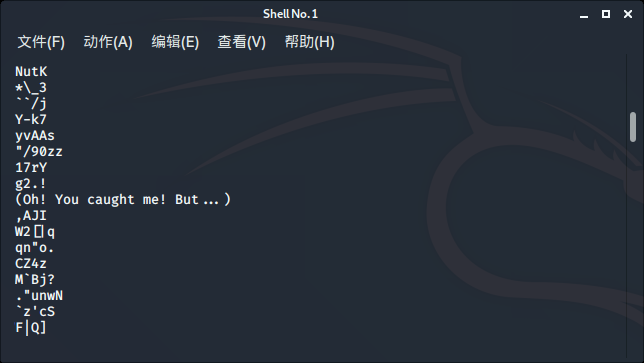 Shell No. 1
文件(F) 动作(A) 编辑(E) 查看(V) 帮助(H)
NutK
*\_3
``/j
Y-k7
yvAAs
"/90zz
17rY
g2.!
(Oh! You caught me! But...)
,AJI
W2[]q
qn"o.
CZ4z
M`Bj?
."unwN
`z'cS
F|Q]